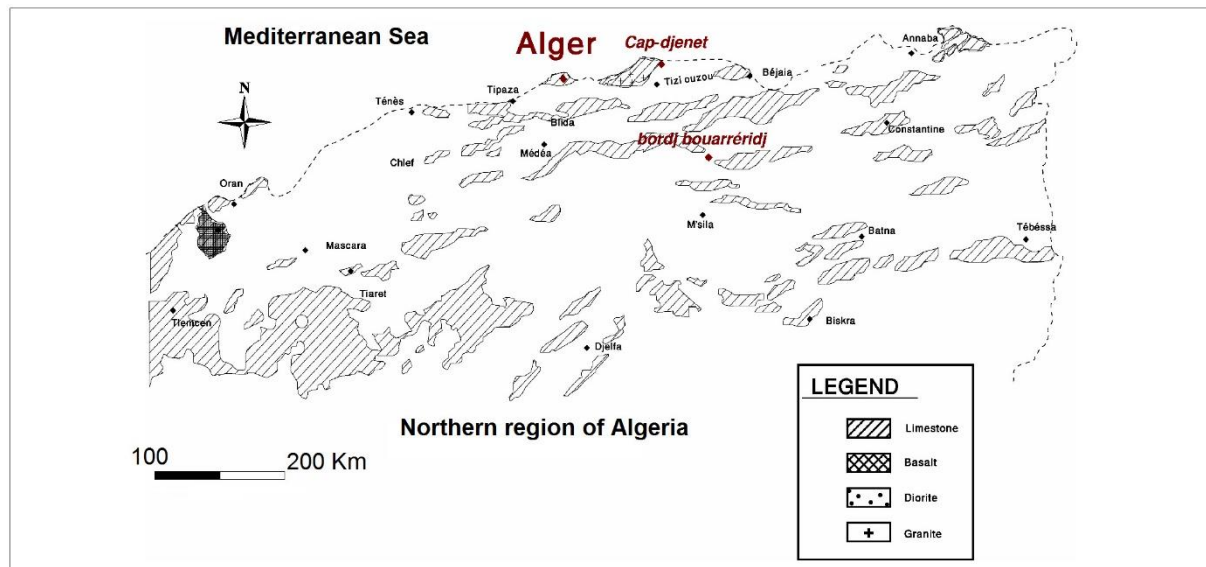 Mediterranean Sea
Alger
Cap-djenet
Annaba
N
Ténès
Tipaza
Tizi ouzou
Béjaia
Blida
Constantine
bordj bouarréridj
Chlef
Médéa
Oran
M'sila
Batna
Tébéssa
Mascara
Tiaret
Tlemcen
Biskra
Djelfa
Northern region of Algeria
100 200 Km
LEGEND
Limestone
Basalt
Diorite
Granite